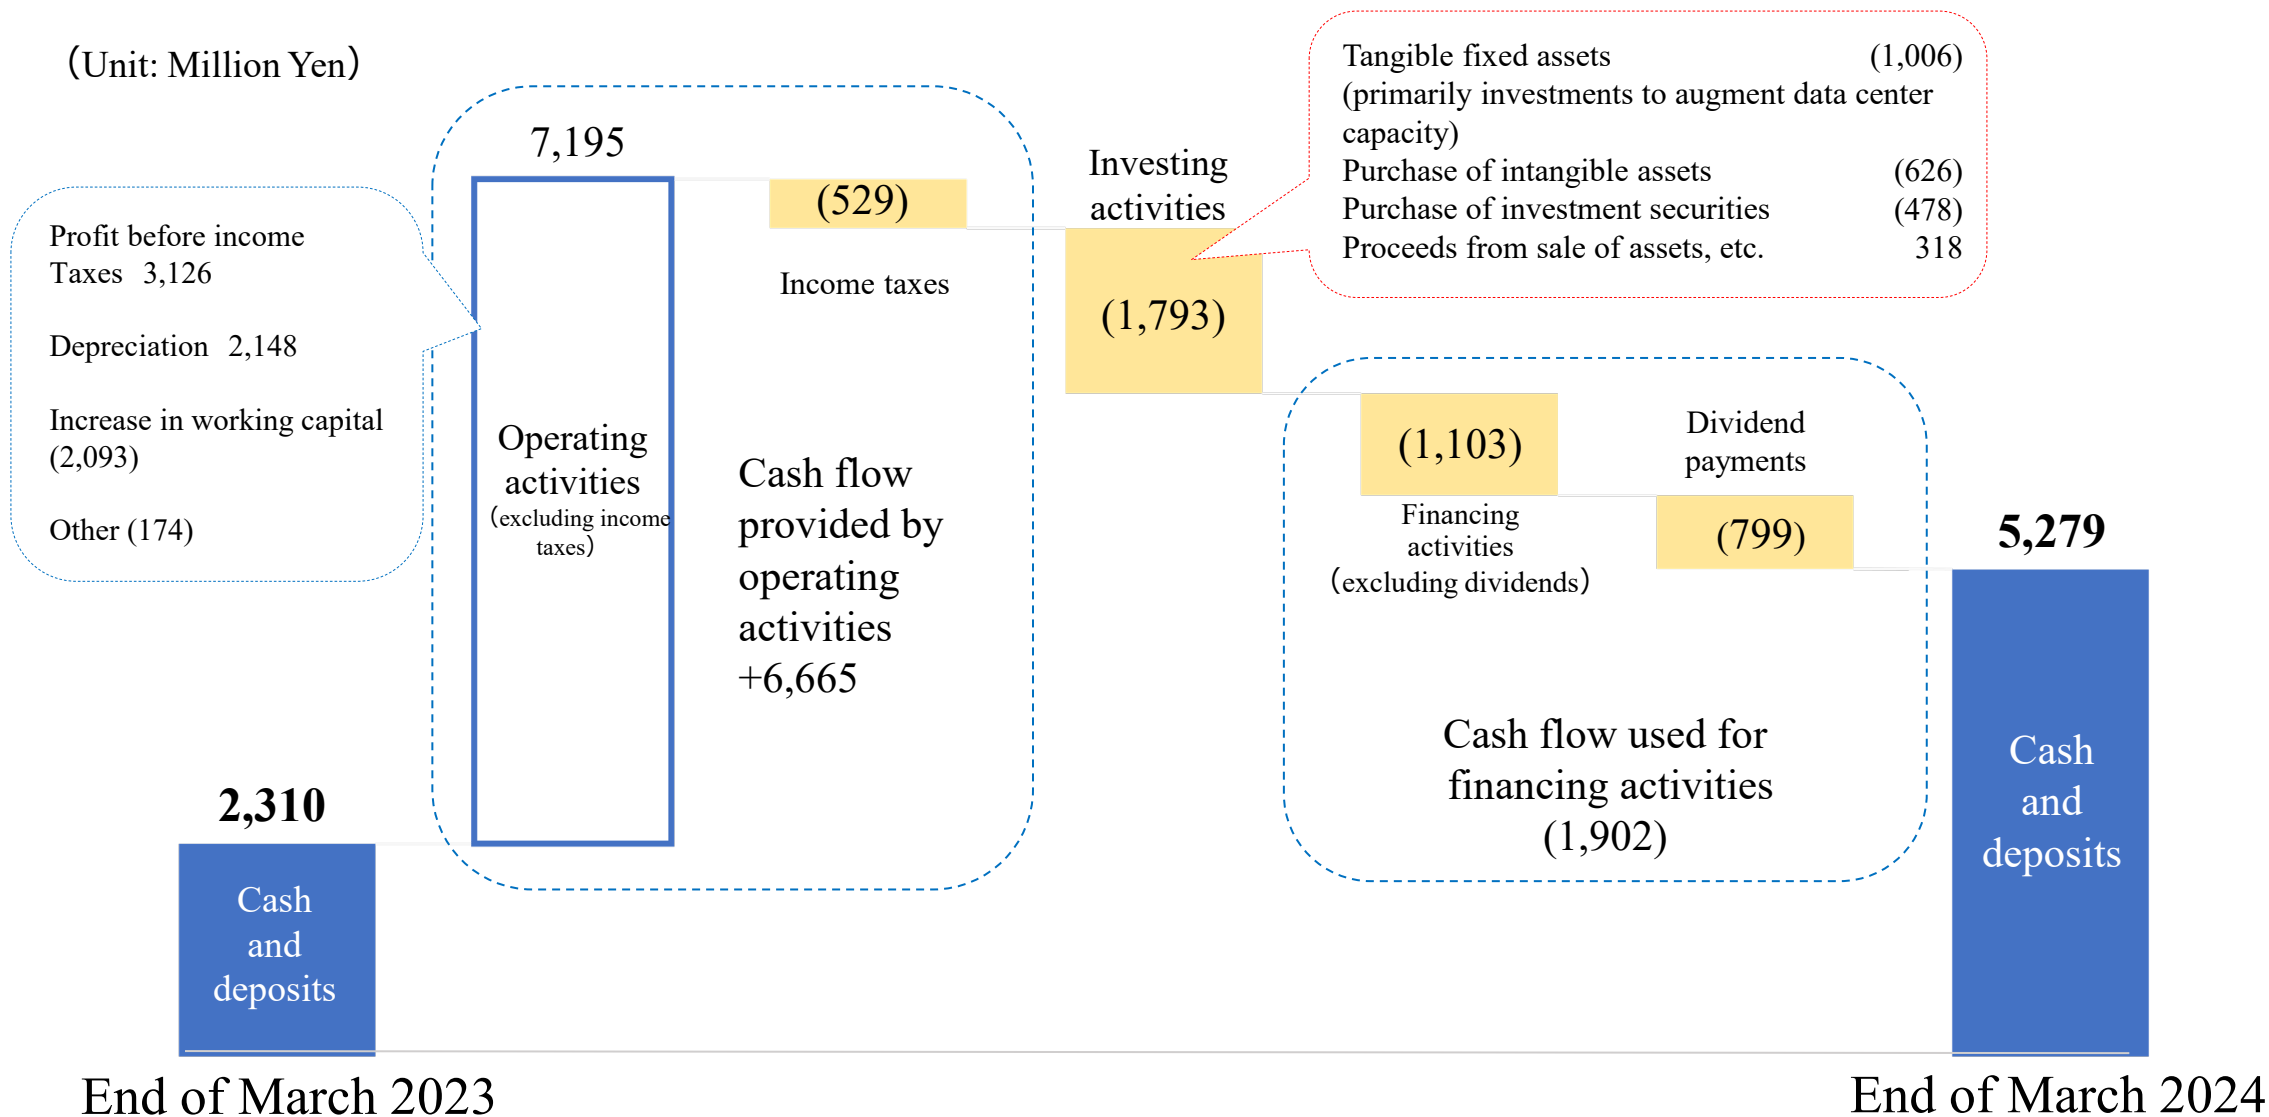 （Unit: Million Yen）
Profit before income
Taxes 3,126
Depreciation 2,148
Increase in working capital
(2,093)
Other (174)
2,310
Cash
and
deposits
End of March 2023
7,195
Operating
activities
（excluding income
taxes）
(529)
Income taxes
Cash flow
provided by
operating
activities
+6,665
Investing
activities
(1,793)
Tangible fixed assets (1,006)
(primarily investments to augment data center
capacity)
Purchase of intangible assets (626)
Purchase of investment securities (478)
Proceeds from sale of assets, etc. 318
(1,103)
Financing
activities
（excluding dividends）
Dividend
payments
(799)
Cash flow used for
financing activities
(1,902)
5,279
Cash
and
deposits
End of March 2024